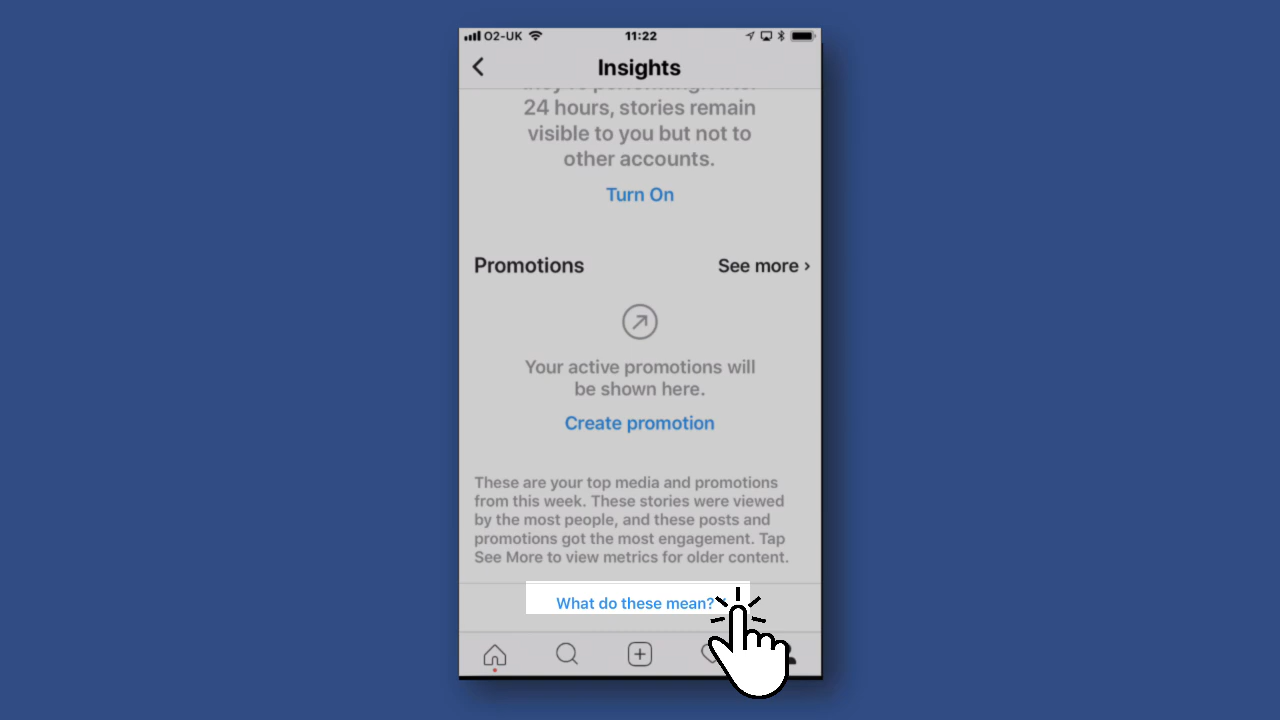 O2-UK
11:22
Insights
24 hours, stories remain
visible to you but not to
other accounts.
Turn On
Promotions
See more ›
Your active promotions will
be shown here.
Create promotion
These are your top media and promotions
from this week. These stories were viewed
by the most people, and these posts and
promotions got the most engagement. Tap
See More to view metrics for older content.
What do these mean?